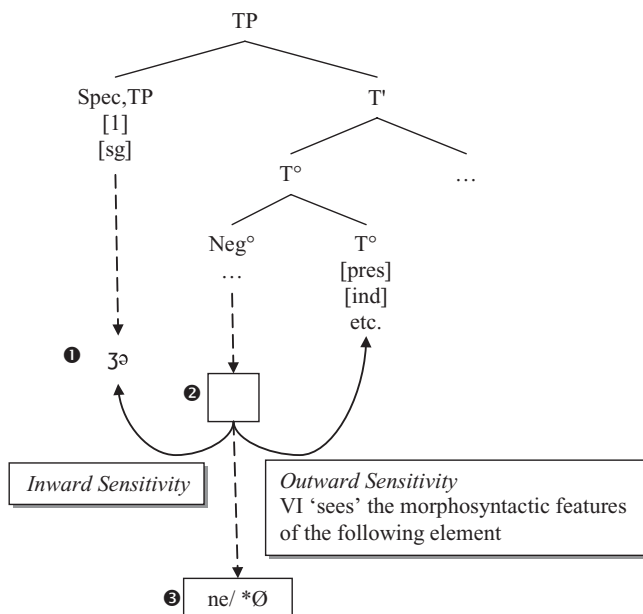 TP
Spec,TP
[1]
[sg]
T'
T°
…
Neg°
…
T°
[pres]
[ind]
etc.
❶ ʒə
❷
Inward Sensitivity
Outward Sensitivity
VI ‘sees’ the morphosyntactic features
of the following element
❸ ne/ *Ø